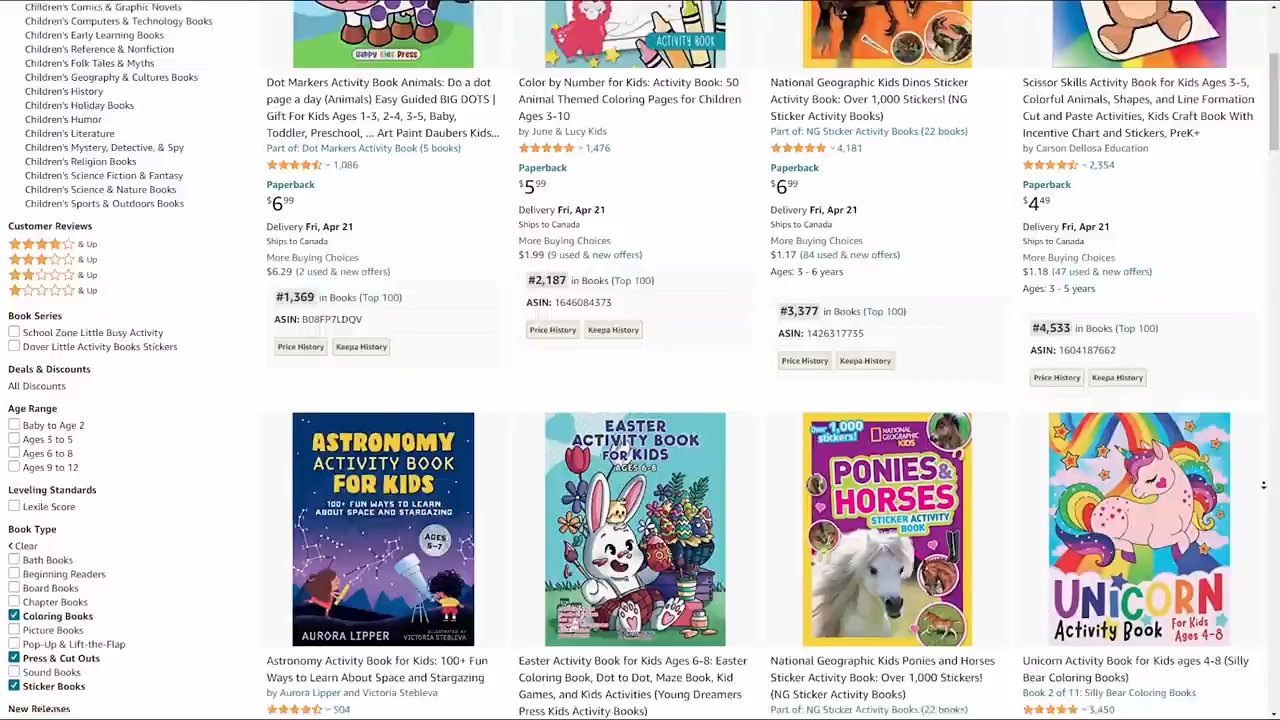 Children's Comics & Graphic Novels
Children's Computers & Technology Books
Children's Early Learning Books
Children's Reference & Nonfiction
Children's Folk Tales & Myths
Children's Geography & Cultures Books
Children's History
Children's Holiday Books
Children's Humor
Children's Literature
Children's Mystery, Detective, & Spy
Children's Religion Books
Children's Science Fiction & Fantasy
Children's Science & Nature Books
Children's Sports & Outdoors Books
Customer Reviews
& Up
& Up
& Up
& Up
Book Series
School Zone Little Busy Activity
Dover Little Activity Books Stickers
Deals & Discounts
All Discounts
Age Range
Baby to Age 2
Ages 3 to 5
Ages 6 to 8
Ages 9 to 12
Leveling Standards
Lexile Score
Book Type
Clear
Bath Books
Beginning Readers
Board Books
Chapter Books
Coloring Books
Picture Books
Pop-Up & Lift-the-Flap
Press & Cut Outs
Sound Books
Sticker Books
New Releases
Happy Kids Press
Dot Markers Activity Book Animals: Do a dot
page a day (Animals) Easy Guided BIG DOTS |
Gift For Kids Ages 1-3, 2-4, 3-5, Baby,
Toddler, Preschool, ... Art Paint Daubers Kids...
Part of: Dot Markers Activity Book (5 books)
1,086
Paperback
$6.99
Delivery Fri, Apr 21
Ships to Canada
More Buying Choices
$6.29 (2 used & new offers)
#1,369 in Books (Top 100)
ASIN: B08FP7LDQV
Price History Keepa History
ACTIVITY BOOK
Color by Number for Kids: Activity Book: 50
Animal Themed Coloring Pages for Children
Ages 3-10
by June & Lucy Kids
1,476
Paperback
$5.99
Delivery Fri, Apr 21
Ships to Canada
More Buying Choices
$1.99 (9 used & new offers)
#2,187 in Books (Top 100)
ASIN: 1646084373
Price History Keepa History
National Geographic Kids Dinos Sticker
Activity Book: Over 1,000 Stickers! (NG
Sticker Activity Books)
Part of: NG Sticker Activity Books (22 books)
4,181
Paperback
$6.99
Delivery Fri, Apr 21
Ships to Canada
More Buying Choices
$1.17 (84 used & new offers)
Ages: 3 - 6 years
#3,377 in Books (Top 100)
ASIN: 1426317735
Price History Keepa History
Scissor Skills Activity Book for Kids Ages 3-5,
Colorful Animals, Shapes, and Line Formation
Cut and Paste Activities, Kids Craft Book With
Incentive Chart and Stickers, PreK+
by Carson Dellosa Education
2,354
Paperback
$4.49
Delivery Fri, Apr 21
Ships to Canada
More Buying Choices
$1.18 (47 used & new offers)
Ages: 3 - 5 years
#4,533 in Books (Top 100)
ASIN: 1604187662
Price History Keepa History
ASTRONOMY
ACTIVITY BOOK
FOR KIDS
100+ FUN WAYS TO LEARN
ABOUT SPACE AND STARGAZING
AGES
5-7
AURORA LIPPER
ILLUSTRATED BY
VICTORIA STEBLEVA
Astronomy Activity Book for Kids: 100+ Fun
Ways to Learn About Space and Stargazing
by Aurora Lipper and Victoria Stebleva
504
EASTER
ACTIVITY BOOK
FOR KIDS
AGES 6-8
Easter Activity Book for Kids Ages 6-8: Easter
Coloring Book, Dot to Dot, Maze Book, Kid
Games, and Kids Activities (Young Dreamers
Press Kids Activity Books)
Over 1,000
stickers!
NATIONAL
GEOGRAPHIC
KIDS
PONIES &
HORSES
STICKER ACTIVITY
BOOK
National Geographic Kids Ponies and Horses
Sticker Activity Book: Over 1,000 Stickers!
(NG Sticker Activity Books)
Part of: NG Sticker Activity Books (22 books)
UNICORN
Activity Book
For Kids
Ages 4-8
Unicorn Activity Book for Kids ages 4-8 (Silly
Bear Coloring Books)
Book 2 of 11: Silly Bear Coloring Books
3,450